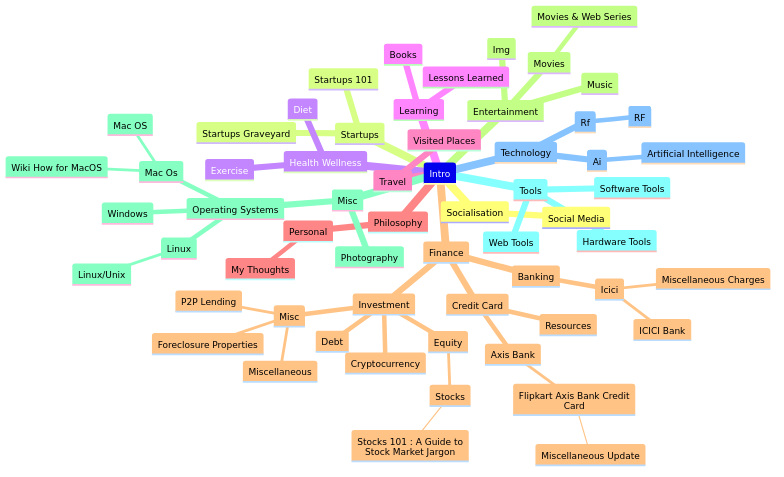 Movies & Web Series
Img
Books
Movies
Lessons Learned
Startups 101
Music
Diet
Learning
Entertainment
Rf
RF
Mac OS
Startups Graveyard
Startups
Visited Places
Technology
Ai
Artificial Intelligence
Health Wellness
Wiki How for MacOS
Mac Os
Exercise
Intro
Travel
Tools
Software Tools
Misc
Windows
Operating Systems
Socialisation
Social Media
Philosophy
Personal
Web Tools
Hardware Tools
Linux
Photography
Finance
Linux/Unix
My Thoughts
Banking
Miscellaneous Charges
Icici
P2P Lending
Investment
Credit Card
Misc
Resources
ICICI Bank
Foreclosure Properties
Debt
Equity
Axis Bank
Cryptocurrency
Miscellaneous
Stocks
Flipkart Axis Bank Credit
Card
Stocks 101 : A Guide to
Stock Market Jargon
Miscellaneous Update